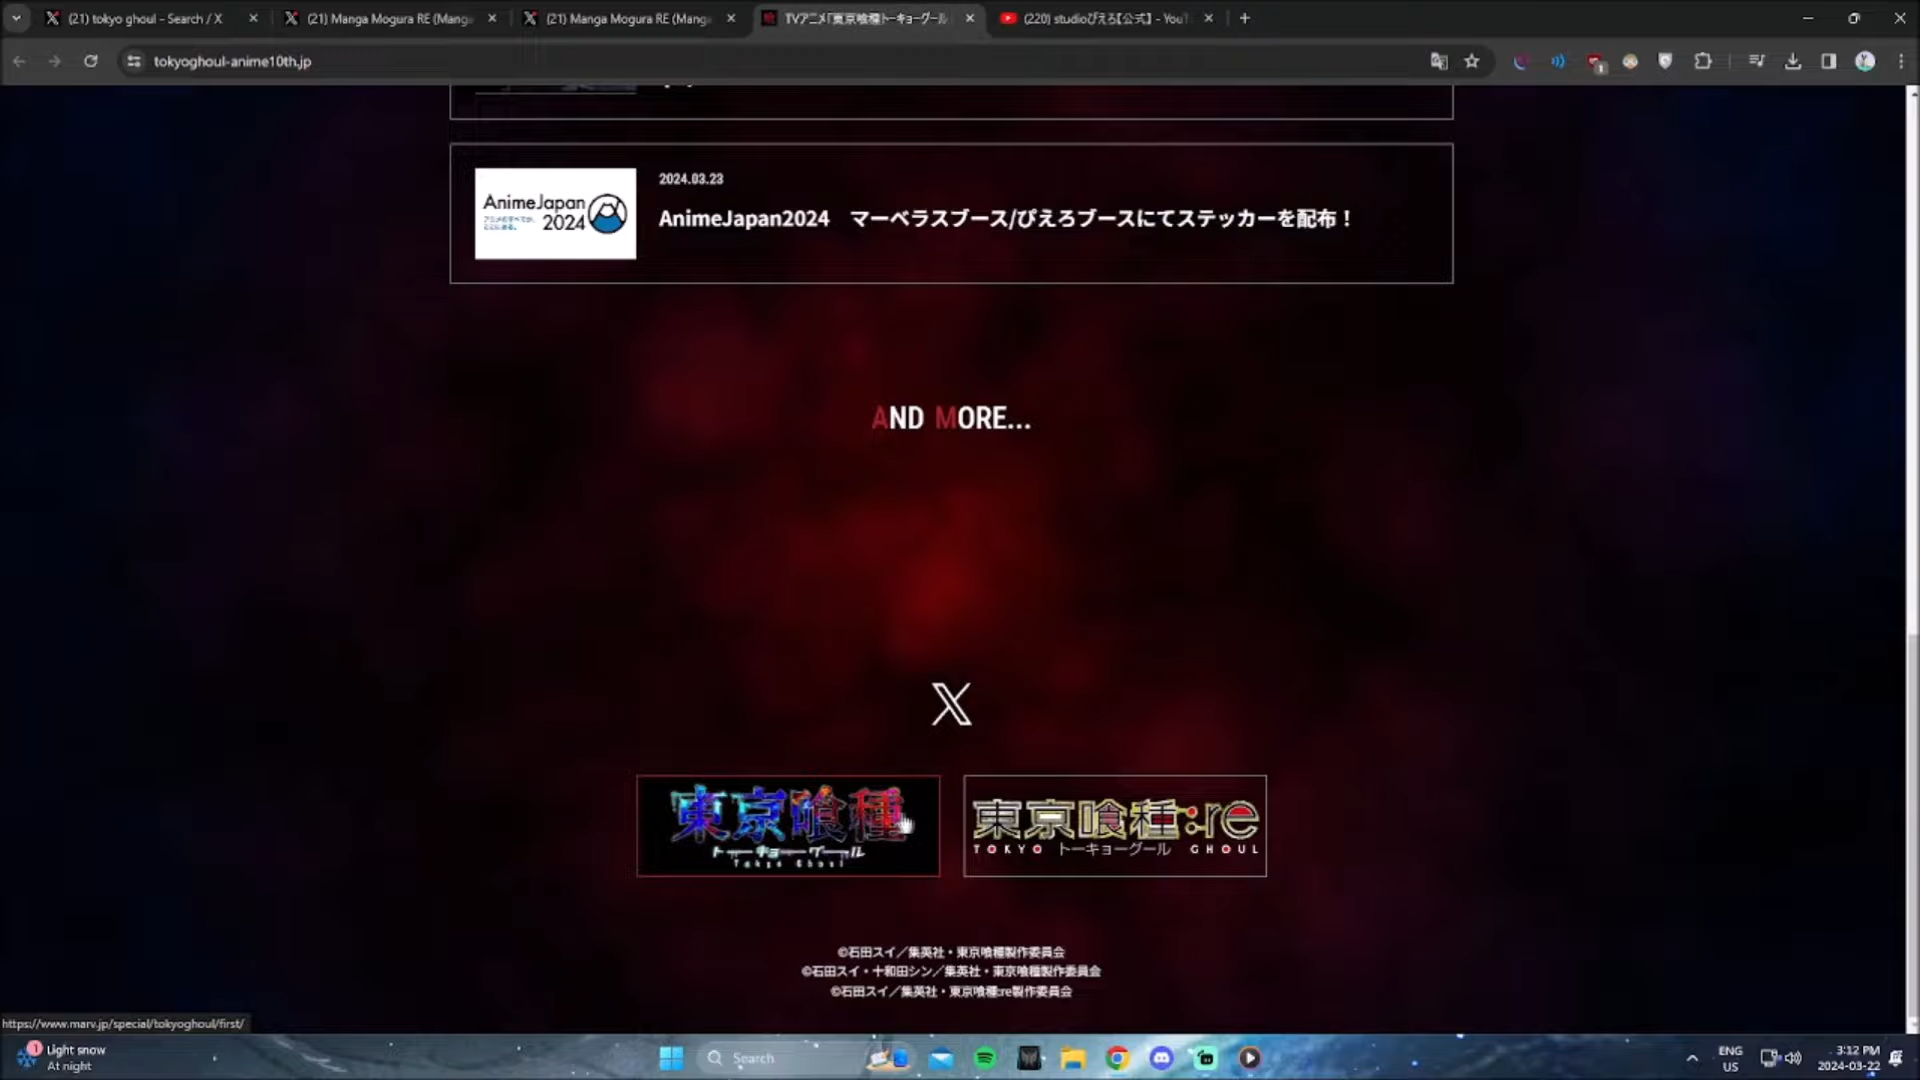 (21) tokyo ghoul - Search / X
(21) Manga Mogura RE (Mang
(21) Manga Mogura RE (Mang
TVアニメ「東京喰種トーキョーグール
(220) studioぴえろ【公式】 - YouT
tokyoghoul-anime10th.jp
AnimeJapan
2024
2024.03.23
AnimeJapan2024 マーベラスブース/ぴえろブースにてステッカーを配布！
AND MORE...
東京喰種
トーキョーグール
Tokyo Ghoul
東京喰種:re
TOKYO トーキョーグール GHOUL
©石田スイ／集英社・東京喰種製作委員会
©石田スイ・十和田シン／集英社・東京喰種製作委員会
©石田スイ／集英社・東京喰種:re製作委員会
https://www.marv.jp/special/tokyoghoul/first/
1
Light snow
At night
Search
ENG
US
3:12 PM
2024-03-22